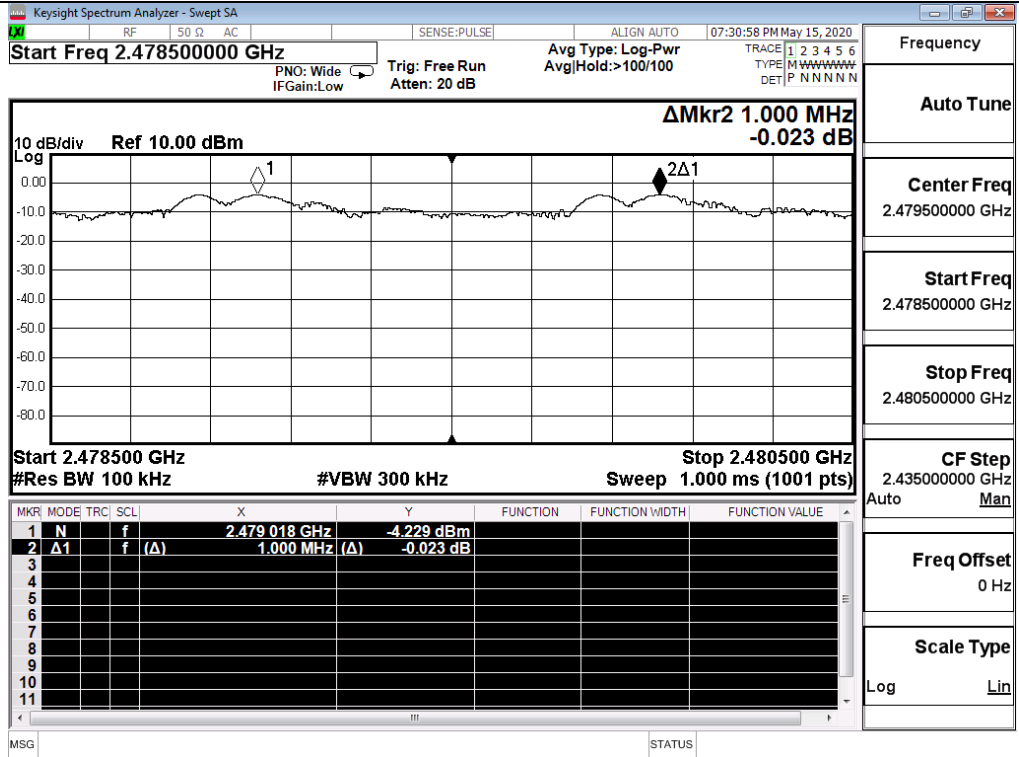 Keysight Spectrum Analyzer - Swept SA
LXI RF 50 Ω AC SENSE:PULSE ALIGN AUTO 07:30:58 PM May 15, 2020
Start Freq 2.478500000 GHz
PNO: Wide
IFGain:Low
Trig: Free Run
Atten: 20 dB
Avg Type: Log-Pwr
Avg|Hold:>100/100
TRACE 1 2 3 4 5 6
TYPE M WWWWW
DET P N N N N N
ΔMkr2 1.000 MHz
-0.023 dB
10 dB/div Ref 10.00 dBm
Log
1
2Δ1
0.00
-10.0
-20.0
-30.0
-40.0
-50.0
-60.0
-70.0
-80.0
Start 2.478500 GHz Stop 2.480500 GHz
#Res BW 100 kHz #VBW 300 kHz Sweep 1.000 ms (1001 pts)
MKR MODE TRC SCL X Y FUNCTION FUNCTION WIDTH FUNCTION VALUE
1 N f 2.479 018 GHz -4.229 dBm
2 Δ1 f (Δ) 1.000 MHz (Δ) -0.023 dB
3
4
5
6
7
8
9
10
11
MSG STATUS
Frequency
Auto Tune
Center Freq
2.479500000 GHz
Start Freq
2.478500000 GHz
Stop Freq
2.480500000 GHz
CF Step
2.435000000 GHz
Auto Man
Freq Offset
0 Hz
Scale Type
Log Lin